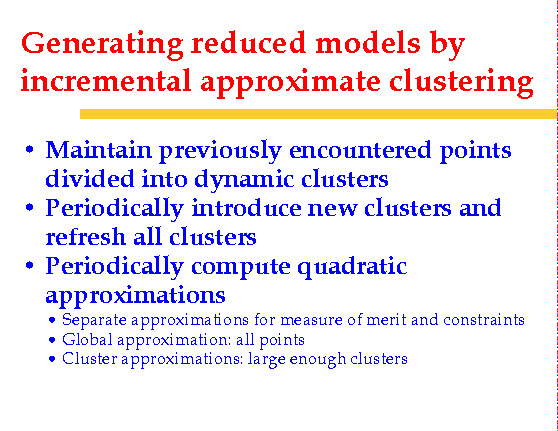 Generating reduced models by
incremental approximate clustering
• Maintain previously encountered points
divided into dynamic clusters
• Periodically introduce new clusters and
refresh all clusters
• Periodically compute quadratic
approximations
• Separate approximations for measure of merit and constraints
• Global approximation: all points
• Cluster approximations: large enough clusters